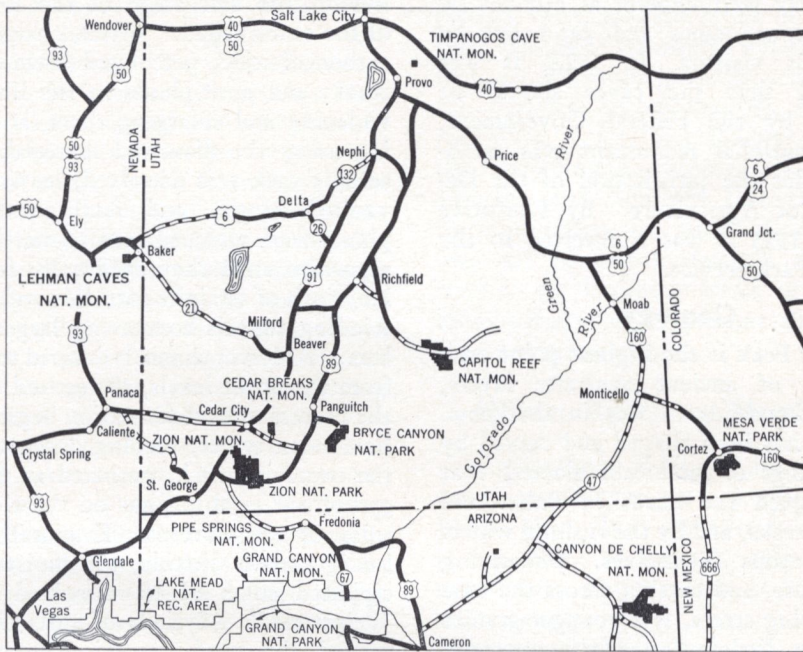 Salt Lake City
Wendover
40
50
93
50
TIMPANOGOS CAVE
NAT. MON.
Provo
40
River
50
93
NEVADA
UTAH
Nephi
132
Price
6
24
50
Ely
Delta
6
26
Baker
6
50
Grand Jct.
50
LEHMAN CAVES
NAT. MON.
91
Richfield
Green
River
Moab
COLORADO
93
21
Milford
Beaver
89
CAPITOL REEF
NAT. MON.
160
CEDAR BREAKS
NAT. MON.
Monticello
Panaca
Cedar City
Panguitch
MESA VERDE
NAT. PARK
Caliente
ZION NAT. MON.
BRYCE CANYON
NAT. PARK
Colorado
Cortez
160
Crystal Spring
St. George
ZION NAT. PARK
47
UTAH
ARIZONA
93
PIPE SPRINGS
NAT. MON.
Fredonia
CANYON DE CHELLY
NAT. MON.
NEW MEXICO
666
Glendale
GRAND CANYON
NAT. MON.
67
89
Las
Vegas
LAKE MEAD
NAT.
REC. AREA
GRAND CANYON
NAT. PARK
Cameron